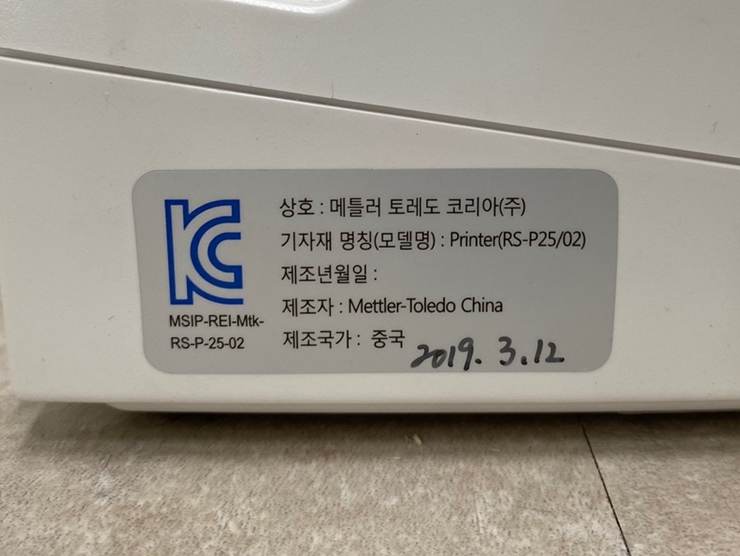 KC
MSIP-REI-Mtk-
RS-P-25-02
상호 : 메틀러 토레도 코리아(주)
기자재 명칭(모델명) : Printer(RS-P25/02)
제조년월일 :
제조자 : Mettler-Toledo China
제조국가 : 중국
2019. 3.12